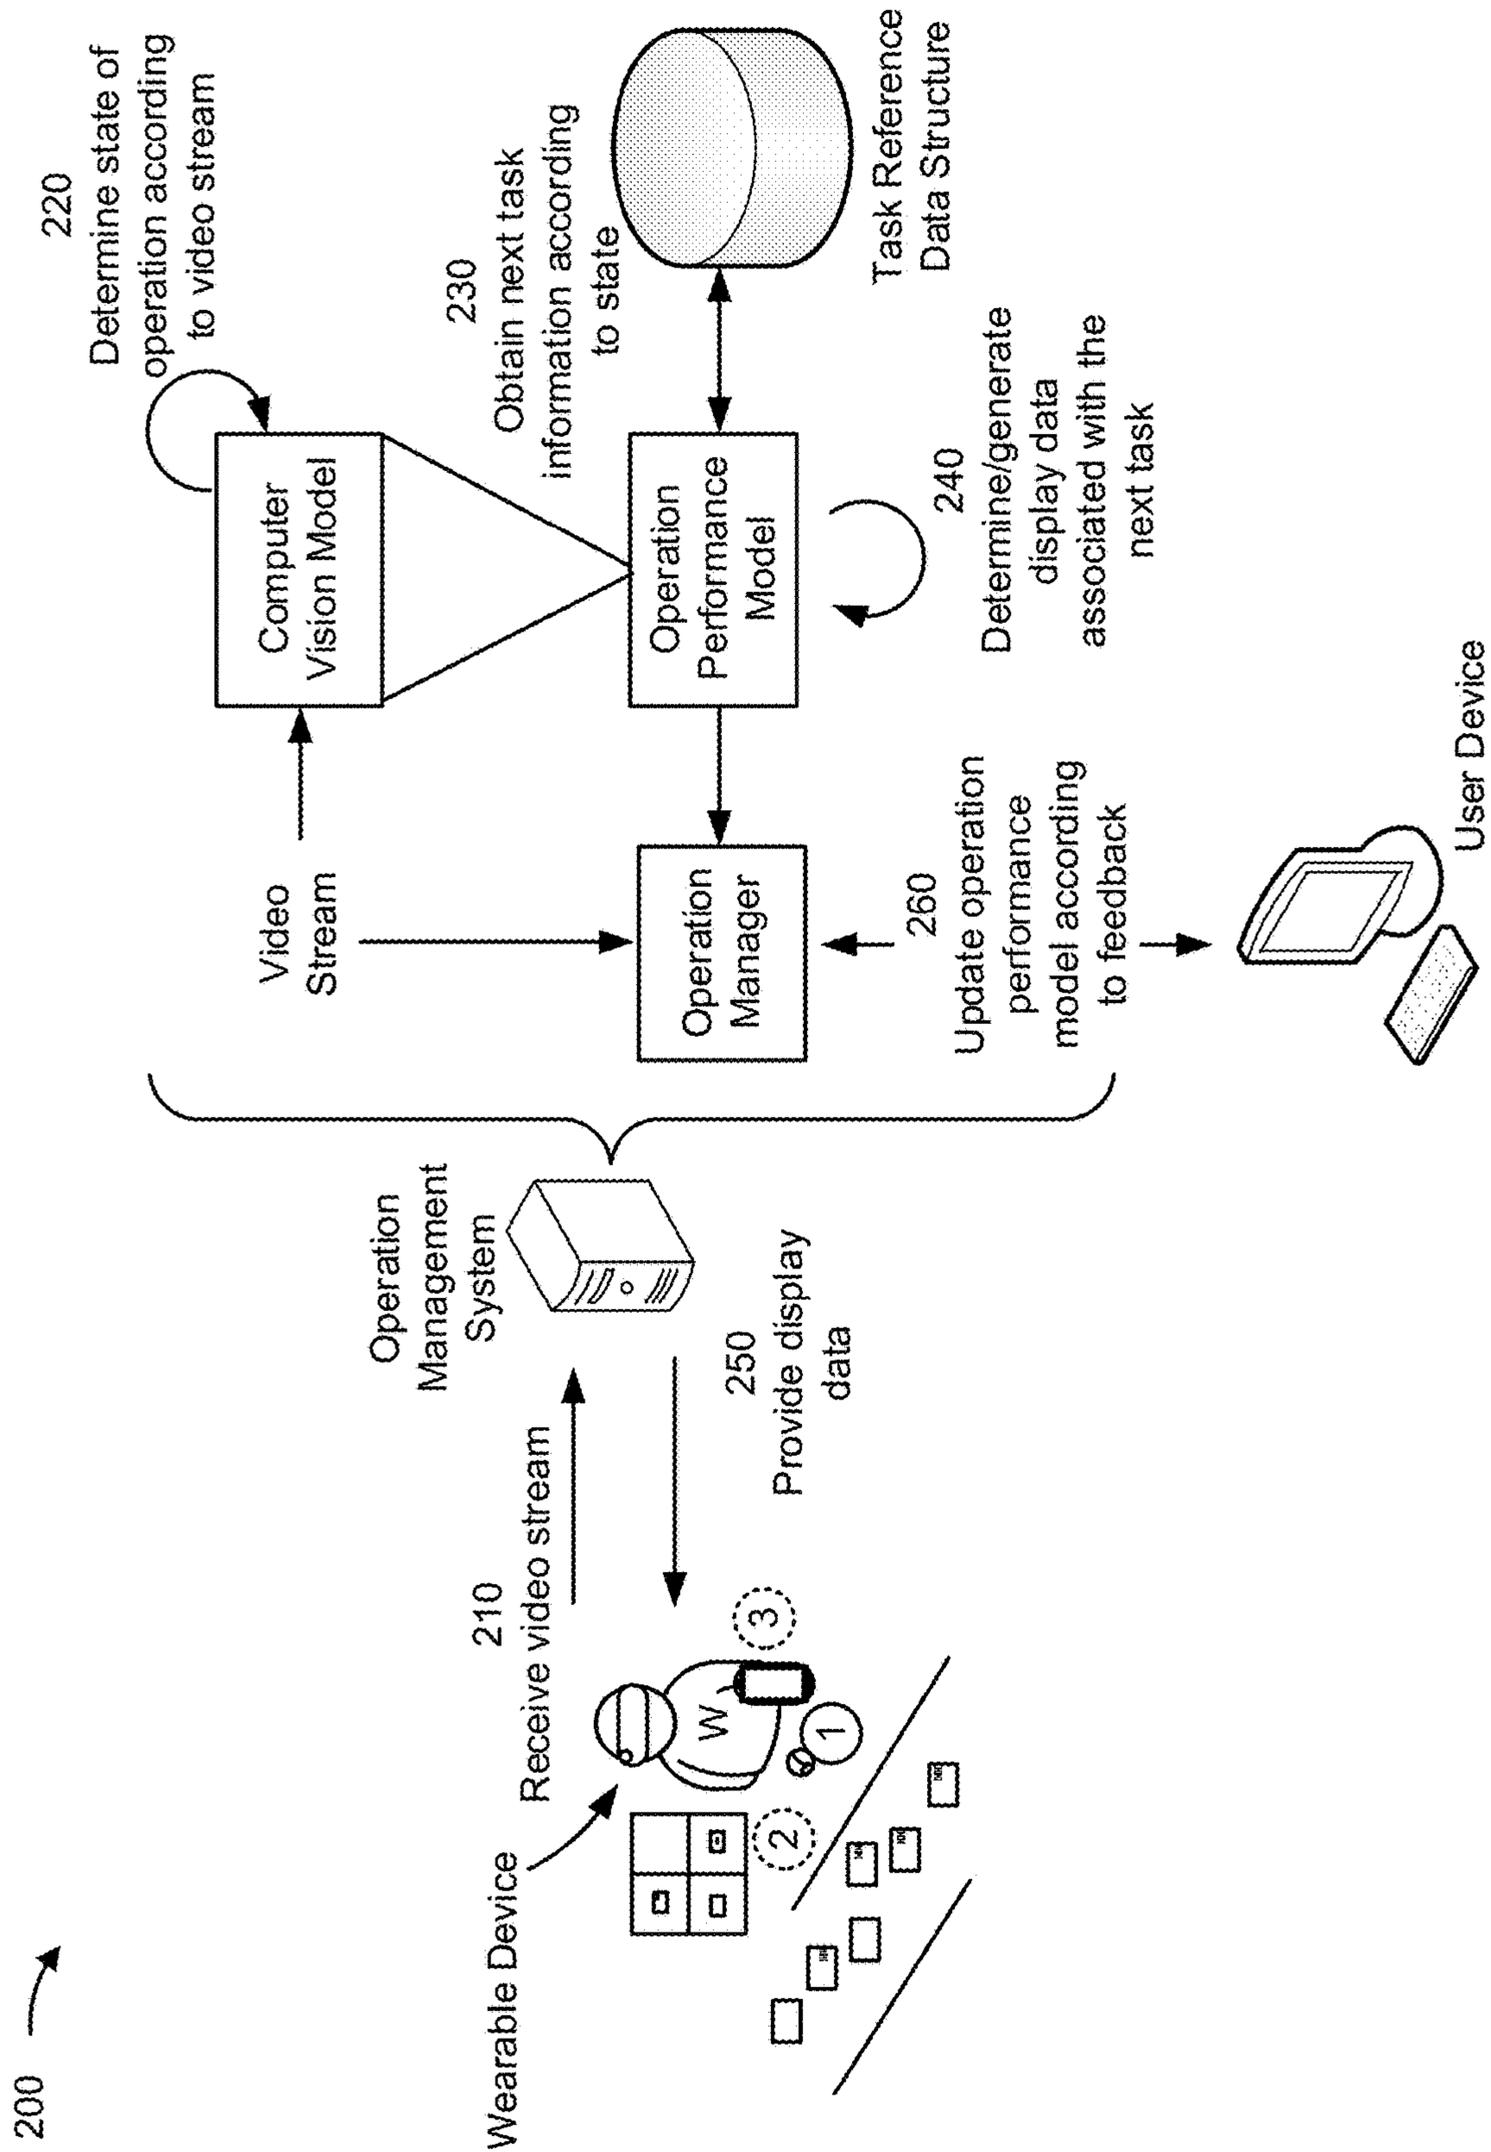 200
Wearable Device
210
Receive video stream
W
1
2
3
250
Provide display
data
Operation
Management
System
Video
Stream
Operation
Manager
260
Update operation
performance
model according
to feedback
User Device
Computer
Vision Model
220
Determine state of
operation according
to video stream
Operation
Performance
Model
230
Obtain next task
information according
to state
240
Determine/generate
display data
associated with the
next task
Task Reference
Data Structure